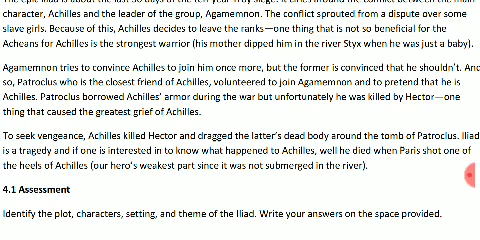 character, Achilles and the leader of the group, Agamemnon. The conflict sprouted from a dispute over some
slave girls. Because of this, Achilles decides to leave the ranks—one thing that is not so beneficial for the
Acheans for Achilles is the strongest warrior (his mother dipped him in the river Styx when he was just a baby).
Agamemnon tries to convince Achilles to join him once more, but the former is convinced that he shouldn't. And
so, Patroclus who is the closest friend of Achilles, volunteered to join Agamemnon and to pretend that he is
Achilles. Patroclus borrowed Achilles' armor during the war but unfortunately he was killed by Hector—one
thing that caused the greatest grief of Achilles.
To seek vengeance, Achilles killed Hector and dragged the latter's dead body around the tomb of Patroclus. Iliad
is a tragedy and if one is interested in to know what happened to Achilles, well he died when Paris shot one of
the heels of Achilles (our hero's weakest part since it was not submerged in the river).
4.1 Assessment
Identify the plot, characters, setting, and theme of the Iliad. Write your answers on the space provided.